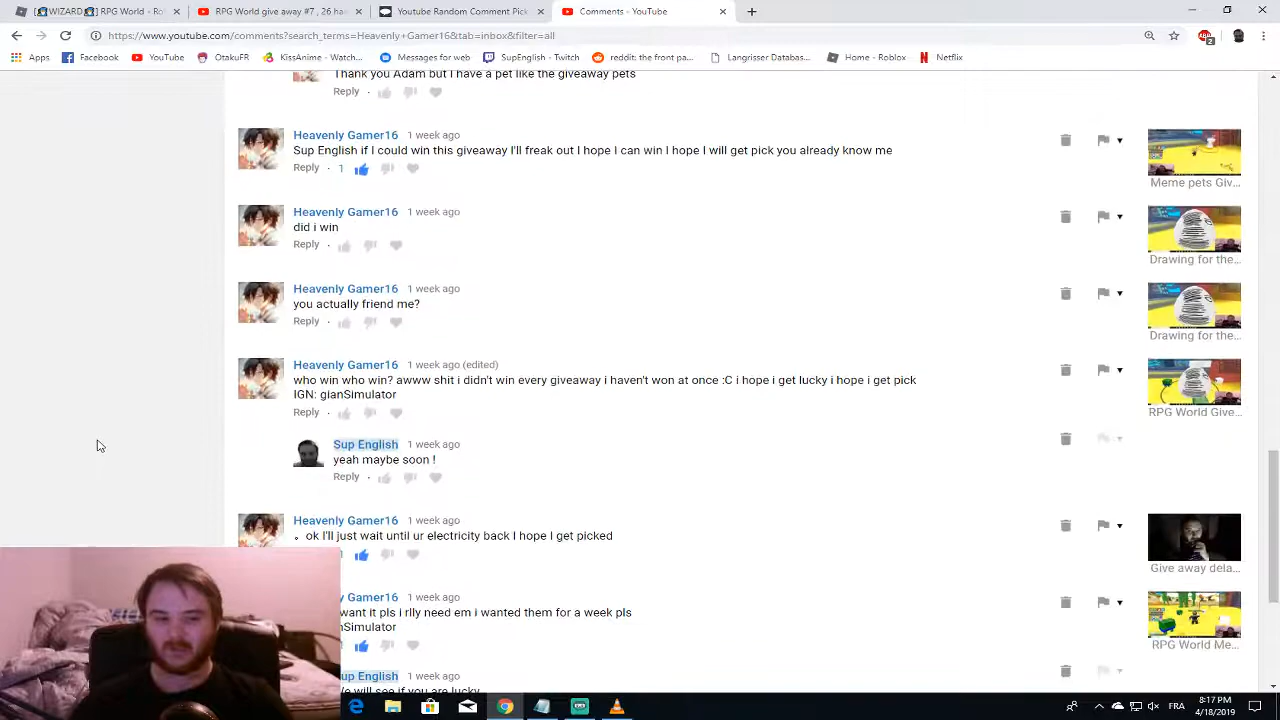 WIZARD RPG World - Ro
RPG World give away #7 , 26 ha
Youtube Random Comment Pick
Comments - YouTube
https://www.youtube.com/comments?search_terms=Heavenly+Gamer16&tab=inbox&filter=all
2
Apps
Facebook
YouTube
OtakuFR
KissAnime - Watch...
Messages for web
SupEnglish - Twitch
reddit: the front pa...
Langrisser Databas...
Home - Roblox
Netflix
Thank you Adam but I have a pet like the giveaway pets
Reply
Heavenly Gamer16 1 week ago
Sup English if I could win this giveaway I'd freak out I hope I can win I hope I will get pick you already know me
Reply · 1
Meme pets Giv...
Heavenly Gamer16 1 week ago
did i win
Reply
Drawing for the...
Heavenly Gamer16 1 week ago
you actually friend me?
Reply
Drawing for the...
Heavenly Gamer16 1 week ago (edited)
who win who win? awww shit i didn't win every giveaway i haven't won at once :C i hope i get lucky i hope i get pick
IGN: gianSimulator
Reply
RPG World Give...
Sup English 1 week ago
yeah maybe soon !
Reply
Heavenly Gamer16 1 week ago
ok I'll just wait until ur electricity back I hope I get picked
Give away dela...
Gamer16 1 week ago
want it pls i rlly need em i wanted them for a week pls
nSimulator
RPG World Me...
Sup English 1 week ago
We will see if you are lucky
FRA
8:17 PM
4/18/2019